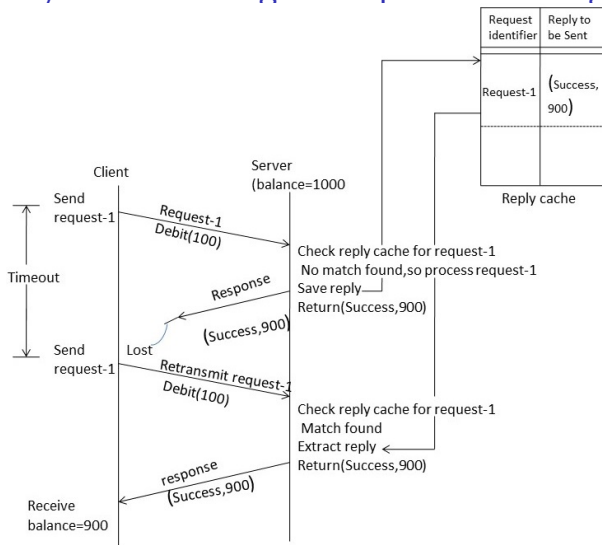 Request identifier
Reply to be Sent
Request-1
(Success, 900)
Reply cache
Client
Server
(balance=1000
Send request-1
Request-1
Debit(100)
Check reply cache for request-1
No match found,so process request-1
Save reply
Return(Success,900)
Timeout
Response
(Success,900)
Lost
Send request-1
Retransmit request-1
Debit(100)
Check reply cache for request-1
Match found
Extract reply
Return(Success,900)
response
(Success,900)
Receive
balance=900